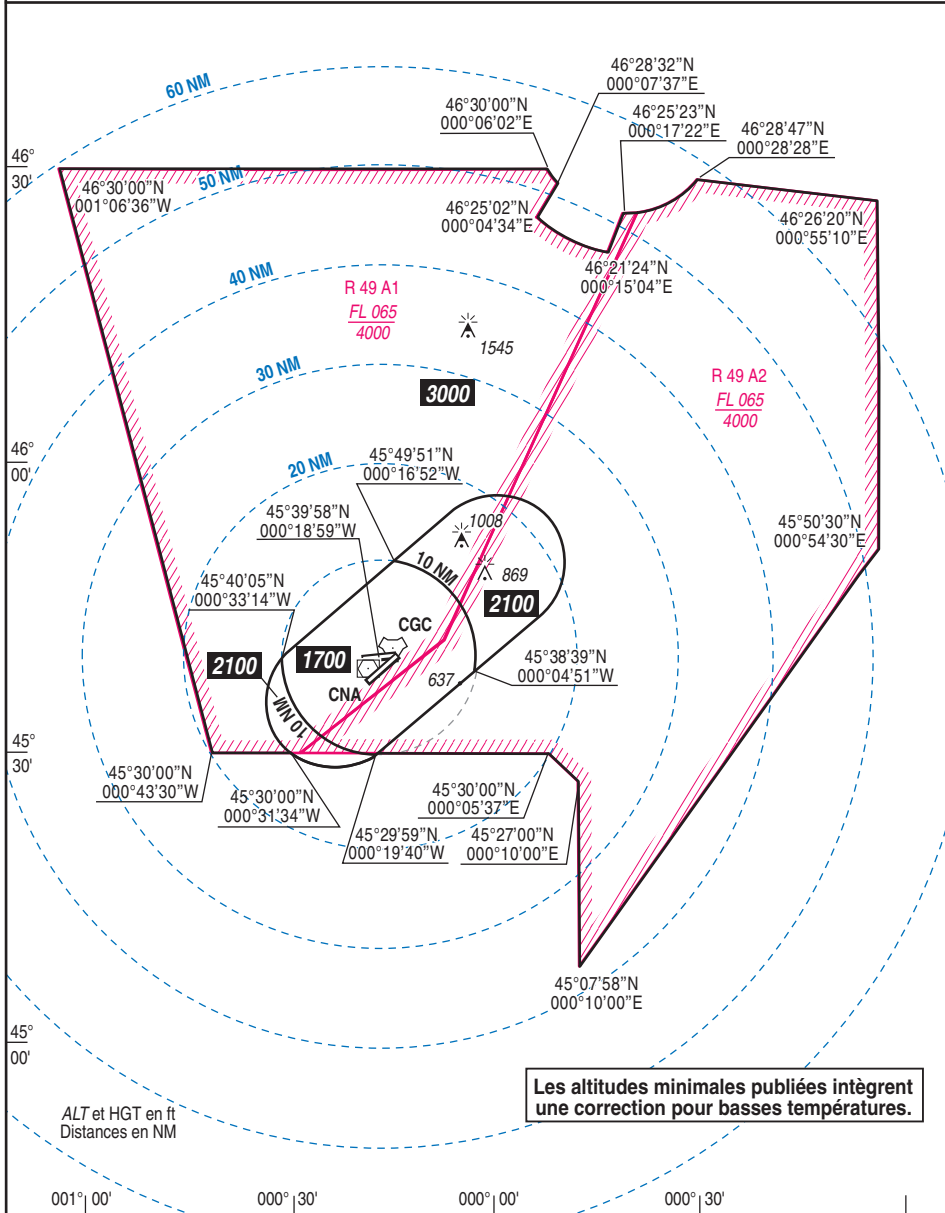 60 NM
46°28'32"N
000°07'37"E
46°30'00"N
000°06'02"E
46°25'23"N
000°17'22"E
46°28'47"N
000°28'28"E
46°
30'
50 NM
46°30'00"N
001°06'36"W
46°25'02"N
000°04'34"E
46°26'20"N
000°55'10"E
46°21'24"N
000°15'04"E
40 NM
R 49 A1
FL 065
4000
1545
30 NM
3000
R 49 A2
FL 065
4000
46°
00'
20 NM
45°49'51"N
000°16'52"W
45°39'58"N
000°18'59"W
1008
45°50'30"N
000°54'30"E
10 NM
869
45°40'05"N
000°33'14"W
2100
CGC
2100
1700
45°38'39"N
000°04'51"W
637
CNA
10 NM
45°
30'
45°30'00"N
000°43'30"W
45°30'00"N
000°31'34"W
45°29'59"N
000°19'40"W
45°30'00"N
000°05'37"E
45°27'00"N
000°10'00"E
45°07'58"N
000°10'00"E
45°
00'
Les altitudes minimales publiées intègrent
une correction pour basses températures.
ALT et HGT en ft
Distances en NM
001° 00'
000° 30'
000° 00'
000° 30'